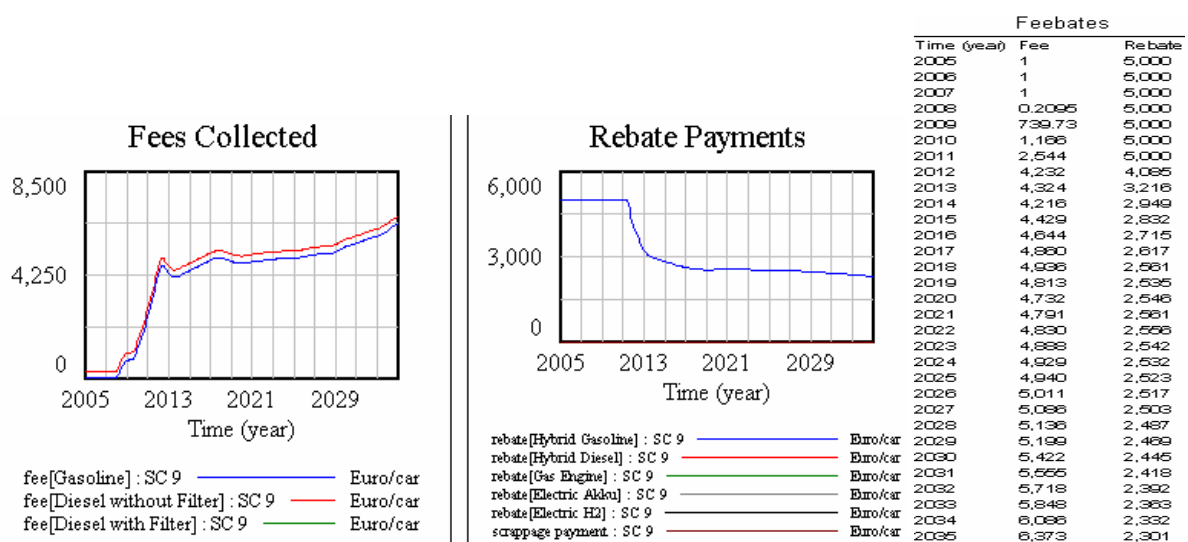 Fees Collected
8,500
4,250
0
2005 2013 2021 2029
Time (year)
fee[Gasoline] : SC 9 Euro/car
fee[Diesel without Filter] : SC 9 Euro/car
fee[Diesel with Filter] : SC 9 Euro/car
Rebate Payments
6,000
3,000
0
2005 2013 2021 2029
Time (year)
rebate[Hybrid Gasoline] : SC 9 Euro/car
rebate[Hybrid Diesel] : SC 9 Euro/car
rebate[Gas Engine] : SC 9 Euro/car
rebate[Electric Akku] : SC 9 Euro/car
rebate[Electric H2] : SC 9 Euro/car
scrappage payment : SC 9 Euro/car
Feebates
Time (year) Fee Rebate
2005 1 5,000
2006 1 5,000
2007 1 5,000
2008 0.2095 5,000
2009 739.73 5,000
2010 1,166 5,000
2011 2,544 5,000
2012 4,232 4,085
2013 4,324 3,216
2014 4,216 2,949
2015 4,429 2,832
2016 4,644 2,715
2017 4,860 2,617
2018 4,936 2,561
2019 4,813 2,535
2020 4,732 2,546
2021 4,791 2,561
2022 4,830 2,556
2023 4,888 2,542
2024 4,929 2,532
2025 4,940 2,523
2026 5,011 2,517
2027 5,086 2,503
2028 5,136 2,487
2029 5,199 2,469
2030 5,422 2,445
2031 5,555 2,418
2032 5,718 2,392
2033 5,848 2,363
2034 6,086 2,332
2035 6,373 2,301